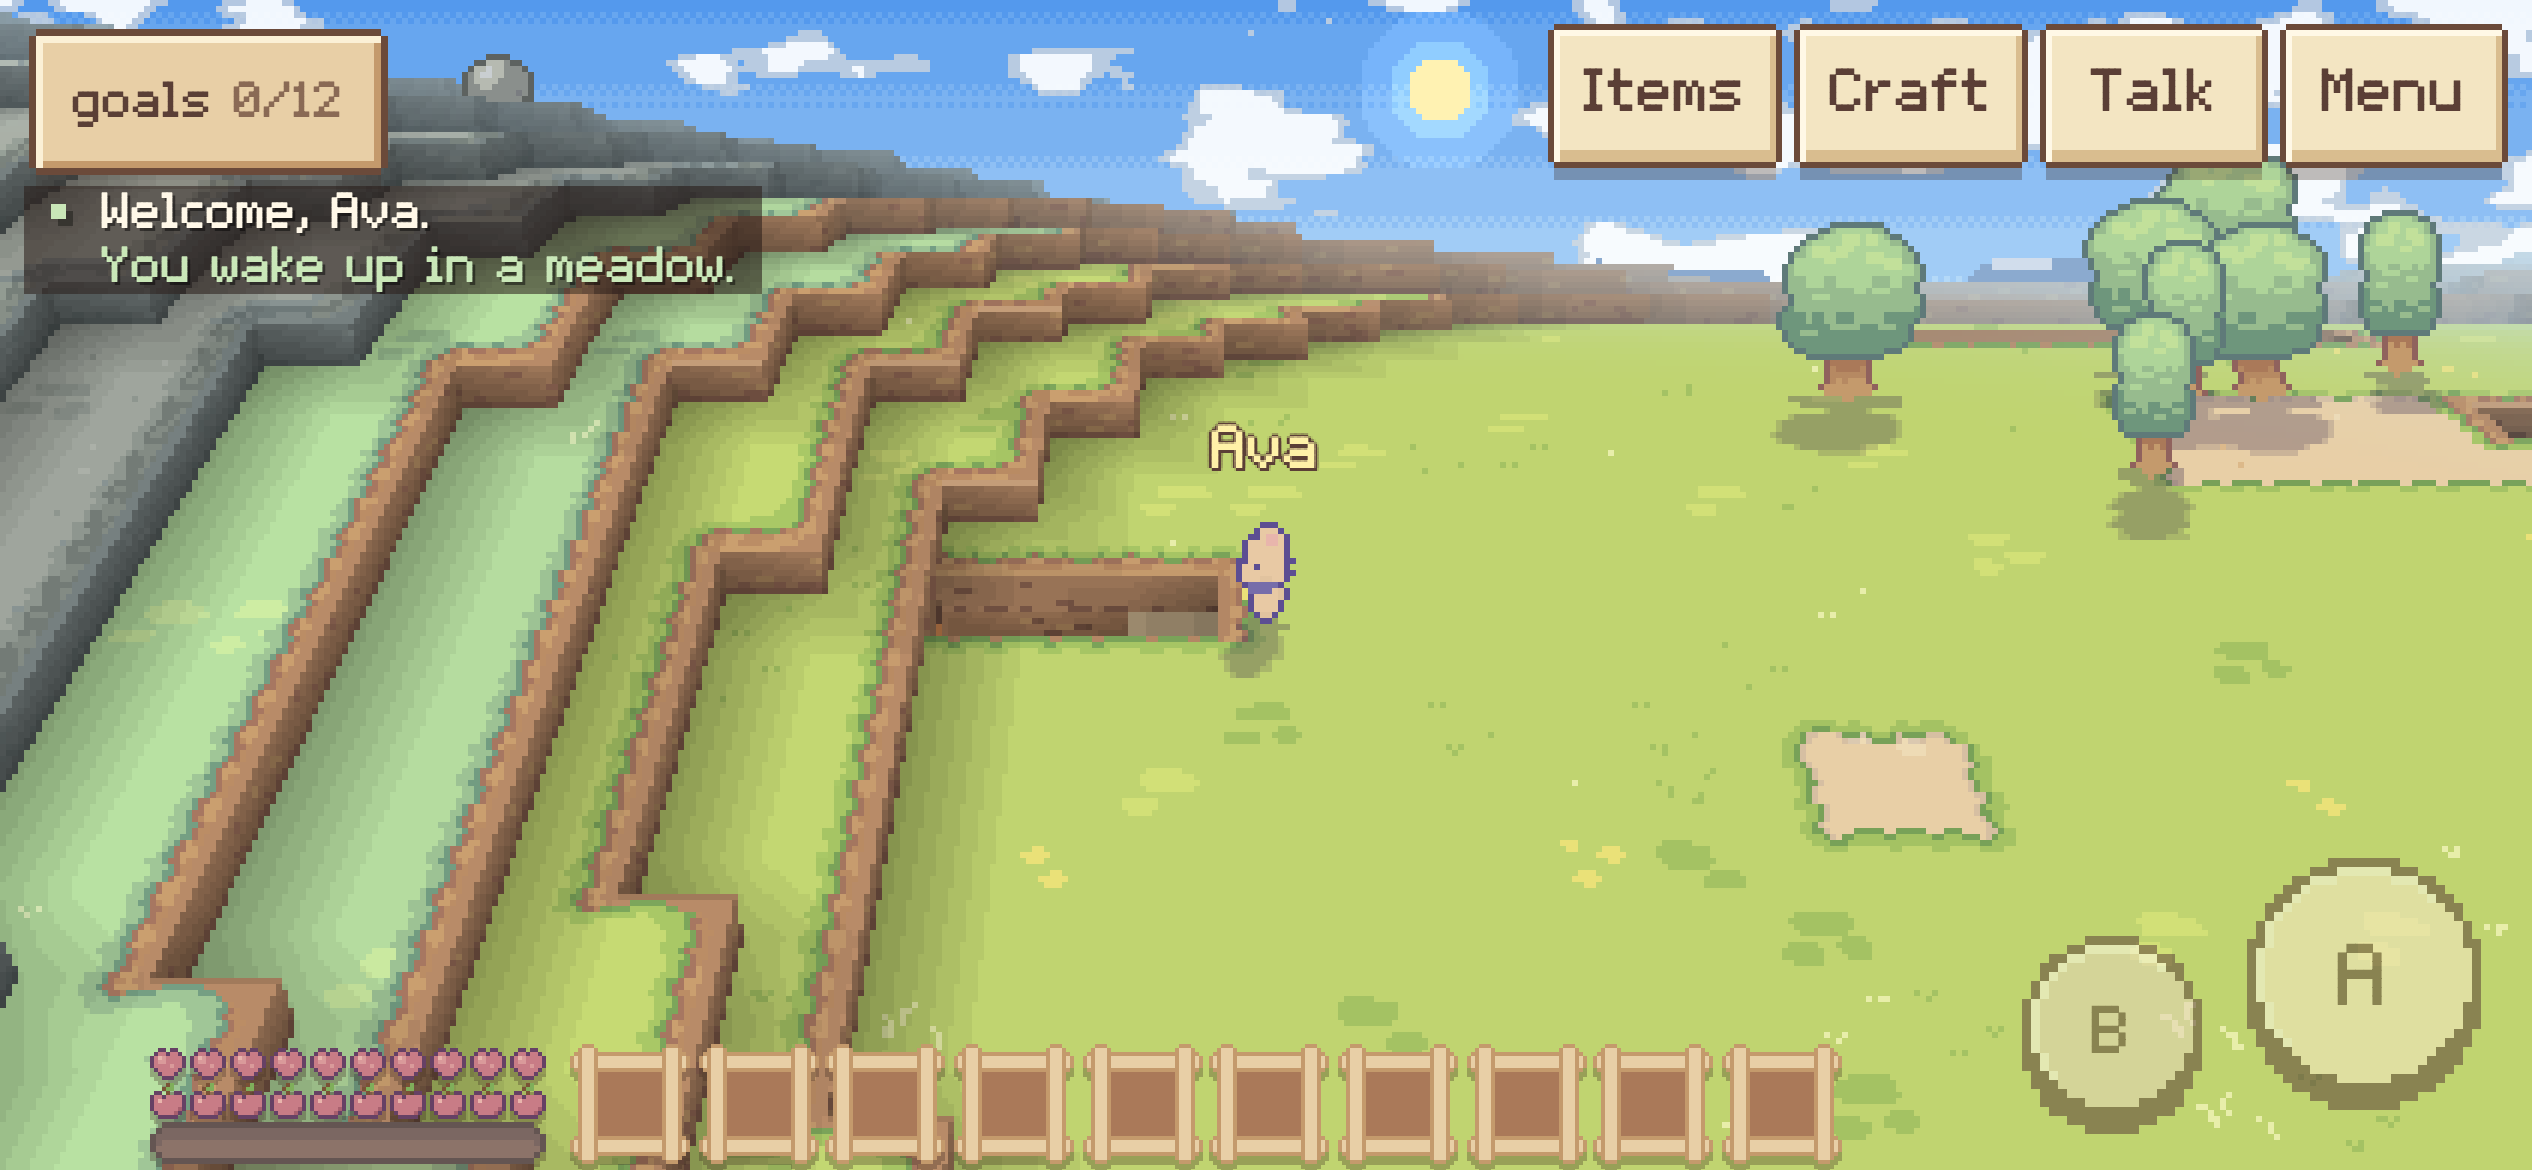 goals 0/12
Items
Craft
Talk
Menu
Welcome, Ava.
You wake up in a meadow.
Ava
A
B